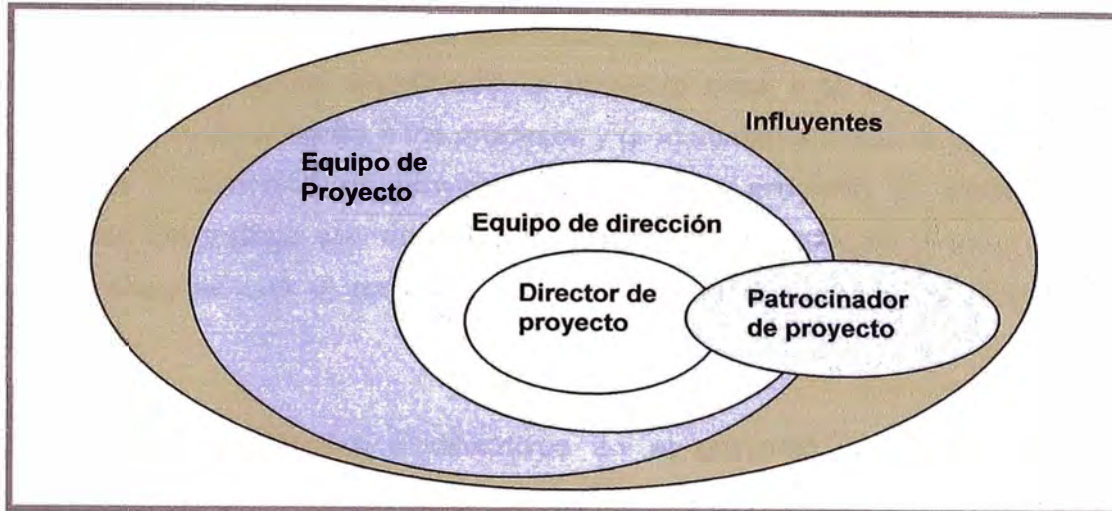 Influyentes
Equipo de
Proyecto
Equipo de dirección
Director de
proyecto
Patrocinador
de proyecto